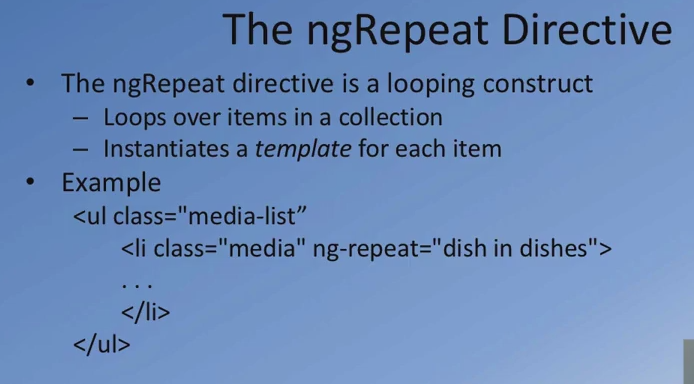 The ngRepeat Directive
• The ngRepeat directive is a looping construct
– Loops over items in a collection
– Instantiates a template for each item
• Example
<ul class="media-list”
<li class="media" ng-repeat="dish in dishes">
. . .
</li>
</ul>